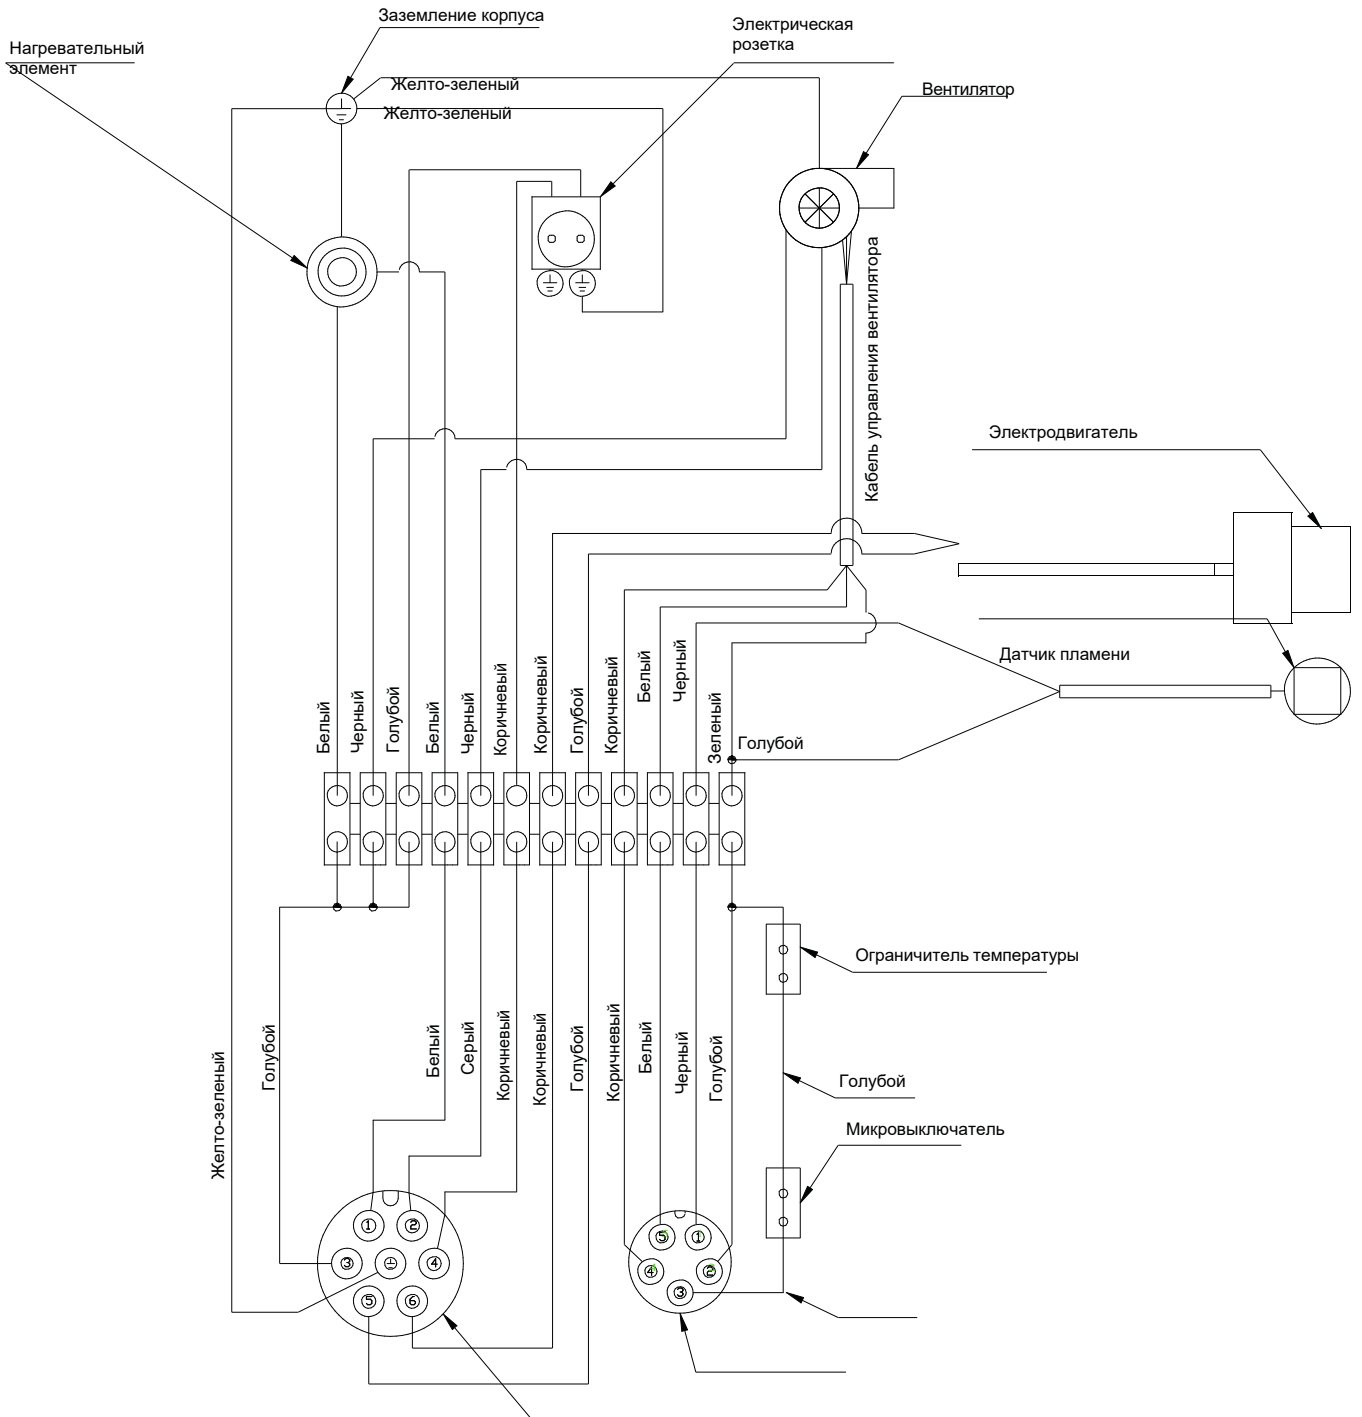 Заземление корпуса
Электрическая
розетка
Нагревательный
элемент
Желто-зеленый
Вентилятор
Желто-зеленый
Кабель управления вентилятора
Электродвигатель
Датчик пламени
Белый
Черный
Голубой
Белый
Черный
Коричневый
Коричневый
Голубой
Коричневый
Белый
Черный
Зеленый
Голубой
Ограничитель температуры
Желто-зеленый
Голубой
Белый
Серый
Коричневый
Коричневый
Голубой
Коричневый
Белый
Черный
Голубой
Голубой
Микровыключатель
1
2
3
4
5
6
5
1
4
2
3